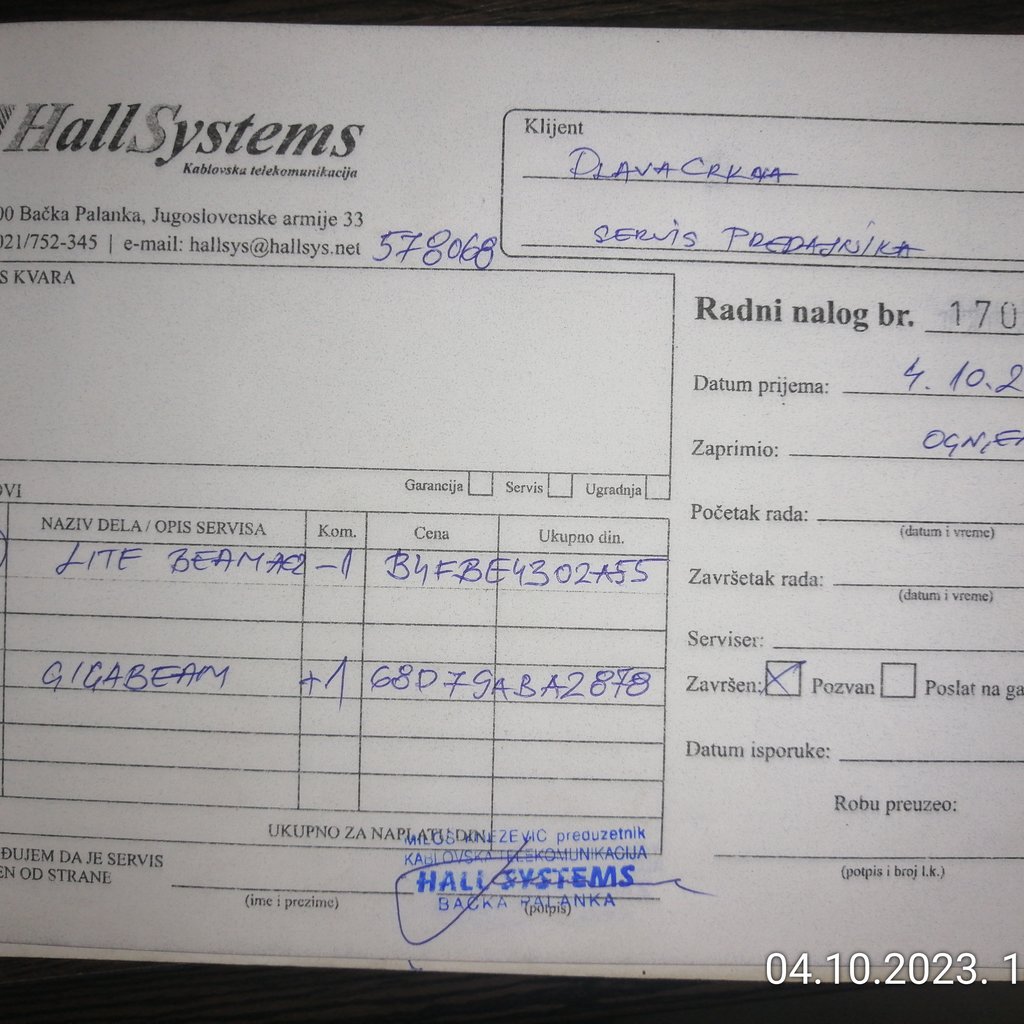 HallSystems
Kablovska telekomunikacija
00 Bačka Palanka, Jugoslovenske armije 33
021/752-345 | e-mail: hallsys@hallsys.net 578068
Klijent
PLAVA CRKVA
SERVIS PREDAJNIKA
S KVARA
Radni nalog br. 170
Datum prijema: 4. 10. 2
Zaprimio: OGNJEN
Početak rada:
(datum i vreme)
Završetak rada:
(datum i vreme)
Serviser:
Završen: Pozvan Poslat na ga
Datum isporuke:
Robu preuzeo:
(potpis i broj l.k.)
Garancija Servis Ugradnja
OVI
NAZIV DELA / OPIS SERVISA Kom. Cena Ukupno din.
LITE BEAM -1 B4FBE4302A55
GIGABEAM +1 68D79ABA2878
UKUPNO ZA NAPLATU DIN.
MILOŠ KNEZEVIC preduzetnik
KABLOVSKA TELEKOMUNIKACIJA
HALL SYSTEMS
BAČKA PALANKA
ĐUJEM DA JE SERVIS
EN OD STRANE
(ime i prezime)
(potpis)
04.10.2023. 1